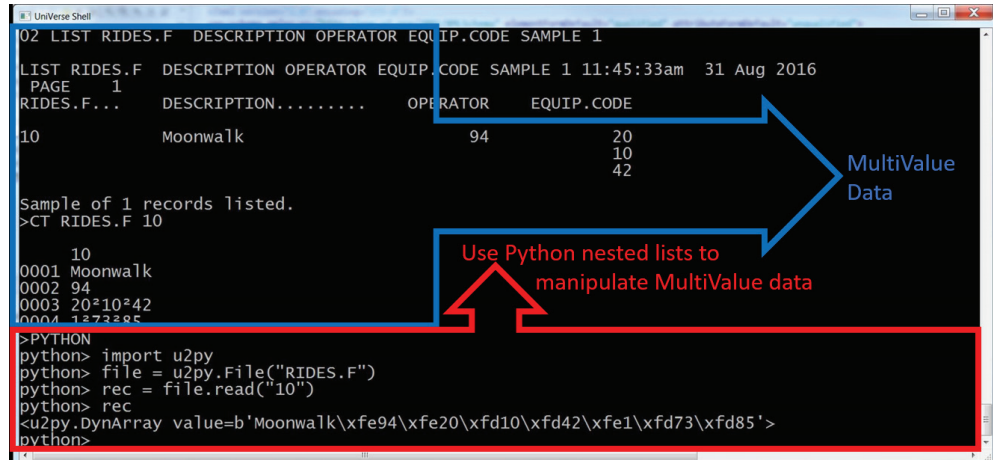 UniVerse Shell
02 LIST RIDES.F  DESCRIPTION OPERATOR EQUIP.CODE SAMPLE 1
LIST RIDES.F  DESCRIPTION OPERATOR EQUIP.CODE SAMPLE 1 11:45:33am  31 Aug 2016
PAGE    1
RIDES.F...    DESCRIPTION.........    OPERATOR    EQUIP.CODE
10            Moonwalk                      94            20
10
42
MultiValue
Data
Sample of 1 records listed.
>CT RIDES.F 10
10
0001 Moonwalk
0002 94
0003 20²10²42
0004 1²73²85
Use Python nested lists to
manipulate MultiValue data
>PYTHON
python> import u2py
python> file = u2py.File("RIDES.F")
python> rec = file.read("10")
python> rec
<u2py.DynArray value=b'Moonwalk\xfe94\xfe20\xfd10\xfd42\xfe1\xfd73\xfd85'>
python>